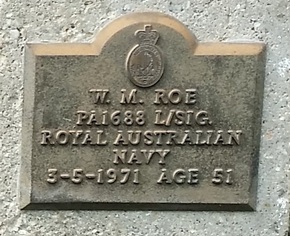 W. M. ROE
PA1688 L/SIG.
ROYAL AUSTRALIAN
NAVY
3-5-1971 AGE 51